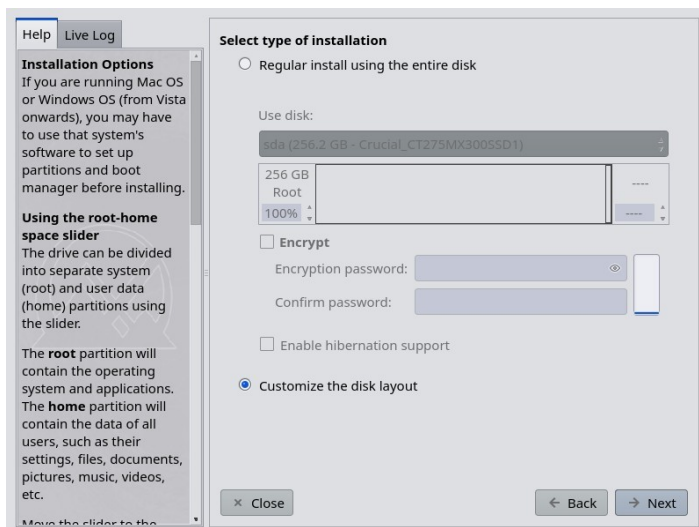 Help
Live Log
Installation Options
If you are running Mac OS
or Windows OS (from Vista
onwards), you may have
to use that system's
software to set up
partitions and boot
manager before installing.
Using the root-home
space slider
The drive can be divided
into separate system
(root) and user data
(home) partitions using
the slider.
The root partition will
contain the operating
system and applications.
The home partition will
contain the data of all
users, such as their
settings, files, documents,
pictures, music, videos,
etc.
Move the slider to the
Select type of installation
Regular install using the entire disk
Use disk:
sda (256.2 GB - Crucial_CT275MX300SSD1)
256 GB
Root
100%
----
----
Encrypt
Encryption password:
Confirm password:
Enable hibernation support
Customize the disk layout
Close
Back
Next